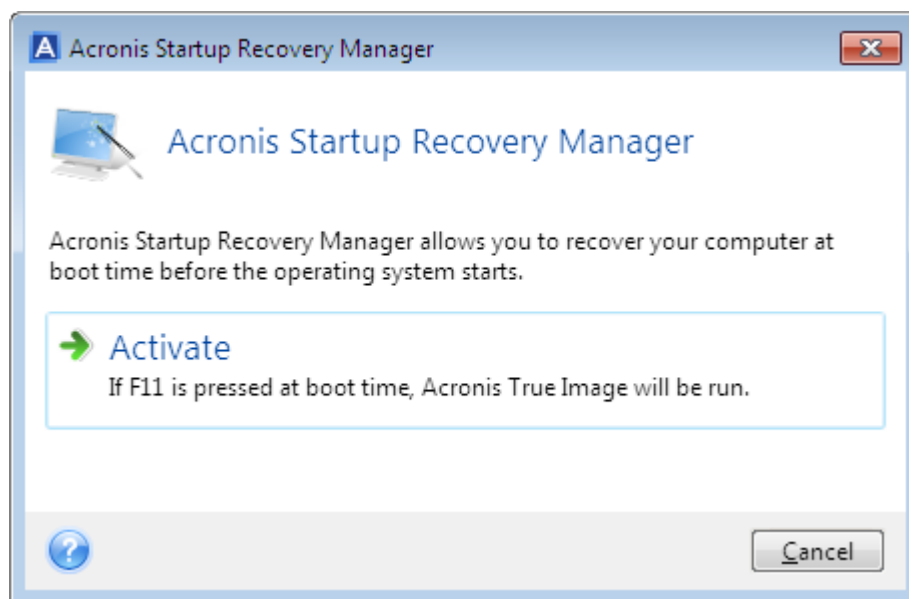 Acronis Startup Recovery Manager
Acronis Startup Recovery Manager
Acronis Startup Recovery Manager allows you to recover your computer at
boot time before the operating system starts.
Activate
If F11 is pressed at boot time, Acronis True Image will be run.
Cancel